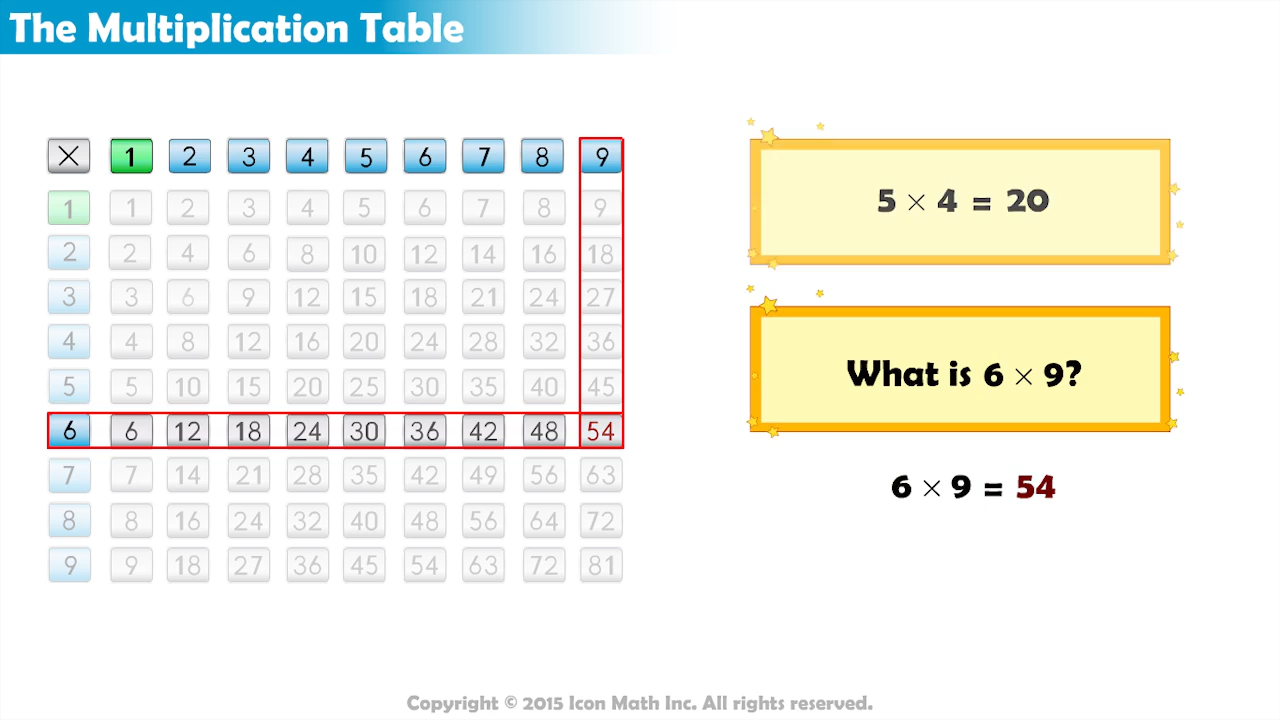 The Multiplication Table
× 1 2 3 4 5 6 7 8 9
1 1 2 3 4 5 6 7 8 9
2 2 4 6 8 10 12 14 16 18
3 3 6 9 12 15 18 21 24 27
4 4 8 12 16 20 24 28 32 36
5 5 10 15 20 25 30 35 40 45
6 6 12 18 24 30 36 42 48 54
7 7 14 21 28 35 42 49 56 63
8 8 16 24 32 40 48 56 64 72
9 9 18 27 36 45 54 63 72 81
5 × 4 = 20
What is 6 × 9?
6 × 9 = 54
Copyright © 2015 Icon Math Inc. All rights reserved.